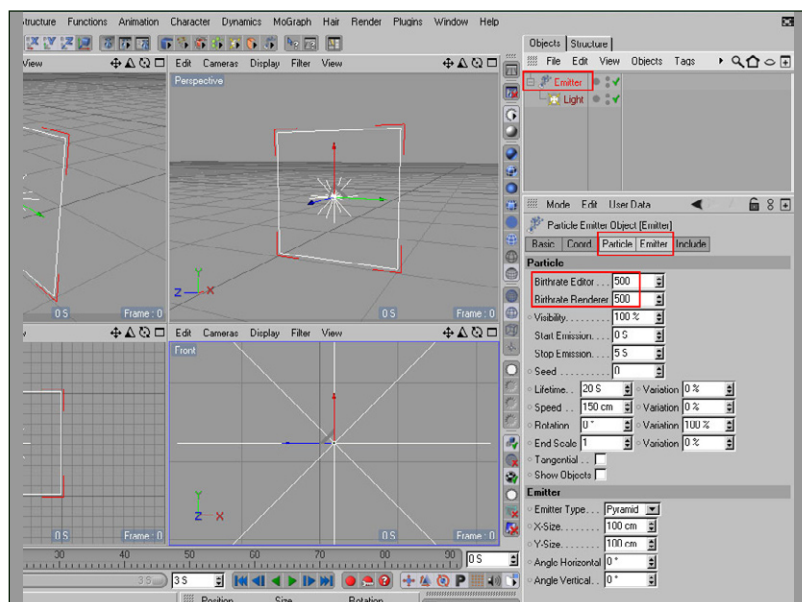 tructure Functions Animation Character Dynamics MoGraph Hair Render Plugins Window Help
Objects Structure
File Edit View Objects Tags
Emitter
Light
View
Edit Cameras Display Filter View
Perspective
Y
Z X
0 S Frame : 0
0 S Frame : 0
Mode Edit User Data
Particle Emitter Object [Emitter]
Basic Coord. Particle Emitter Include
Particle
Birthrate Editor . . . 500
Birthrate Renderer 500
Visibility. . . . . . . . 100 %
Start Emission. . . . 0 S
Stop Emission. . . . 5 S
Seed . . . . . . . . . . 0
Lifetime. . 20 S Variation 0 %
Speed . . 150 cm Variation 0 %
Rotation 0 ° Variation 100 %
End Scale 1 Variation 0 %
Tangential . .
Show Objects
Emitter
Emitter Type. . . Pyramid
X-Size. . . . . . . . 100 cm
Y-Size. . . . . . . . 100 cm
Angle Horizontal 0 °
Angle Vertical. . 0 °
Edit Cameras Display Filter View
Front
Y
Z X
0 S Frame : 0
0 S Frame : 0
30 40 50 60 70 80 90 0 S
3 S 3 S
P
Position Size Rotation